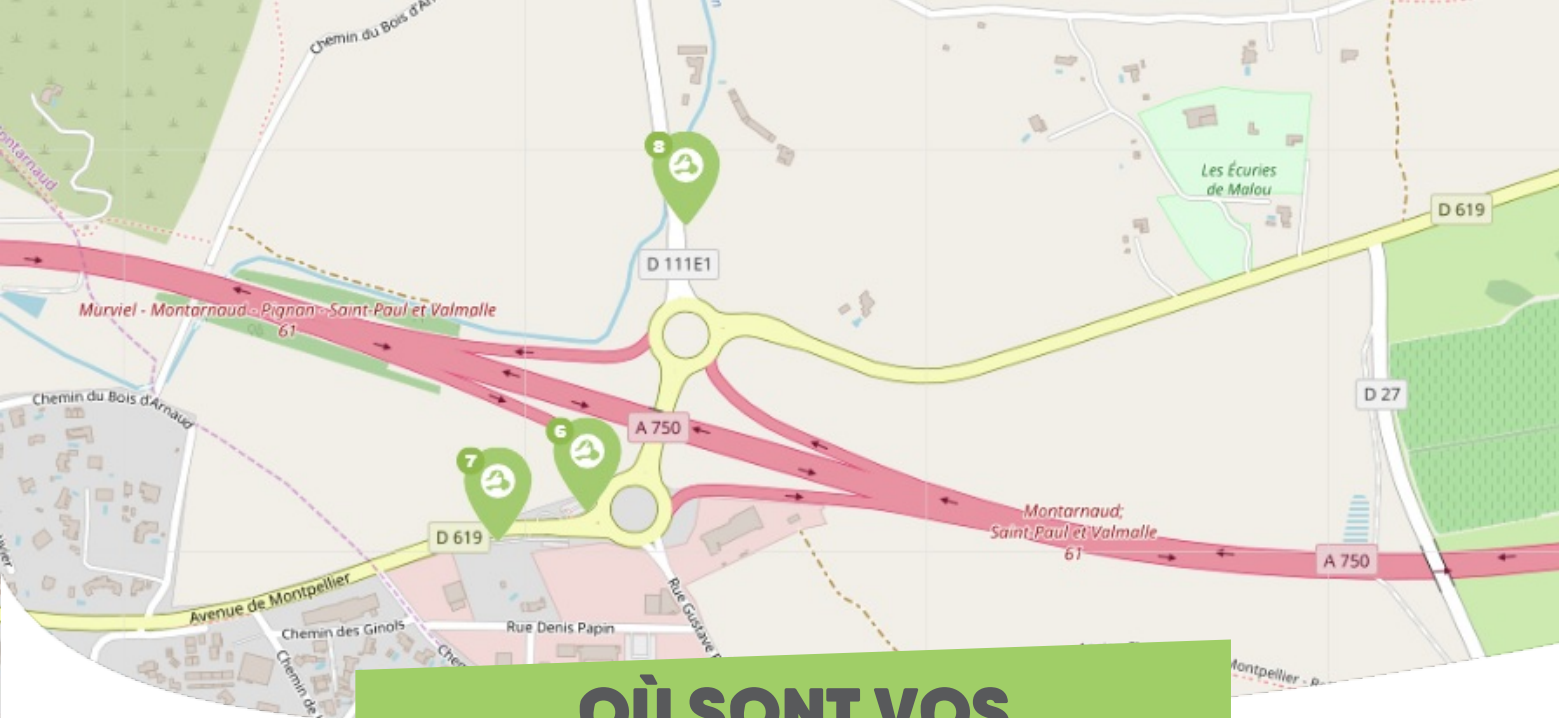 Chemin du Bois d'Ar
8
Les Écuries
de Malou
D 619
D 111E1
Murviel - Montarnaud - Pignan - Saint-Paul et Valmalle
61
Chemin du Bois d'Arnaud
D 27
A 750
6
7
Montarnaud;
Saint-Paul et Valmalle
61
D 619
A 750
Avenue de Montpellier
Chemin des Ginols
Rue Denis Papin
Rue Gustave
Chemin de
Montpellier -
OÙ SONT VOS